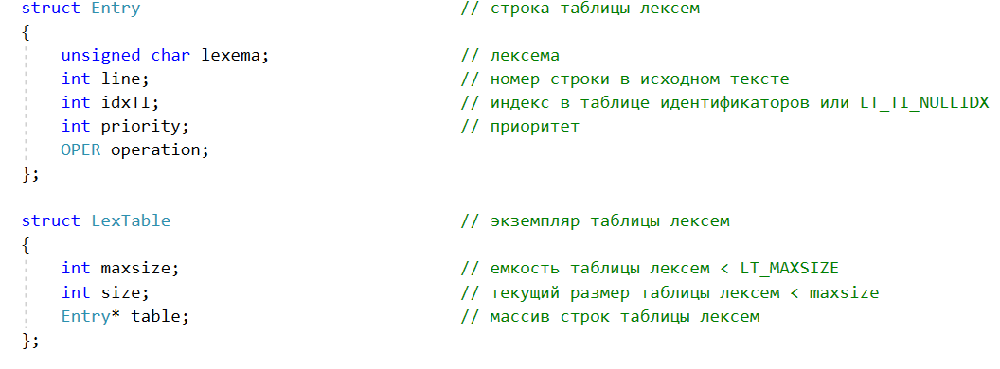 struct Entry // строка таблицы лексем
{
unsigned char lexema; // лексема
int line; // номер строки в исходном тексте
int idxTI; // индекс в таблице идентификаторов или LT_TI_NULLIDX
int priority; // приоритет
OPER operation;
};
struct LexTable // экземпляр таблицы лексем
{
int maxsize; // емкость таблицы лексем < LT_MAXSIZE
int size; // текущий размер таблицы лексем < maxsize
Entry* table; // массив строк таблицы лексем
};